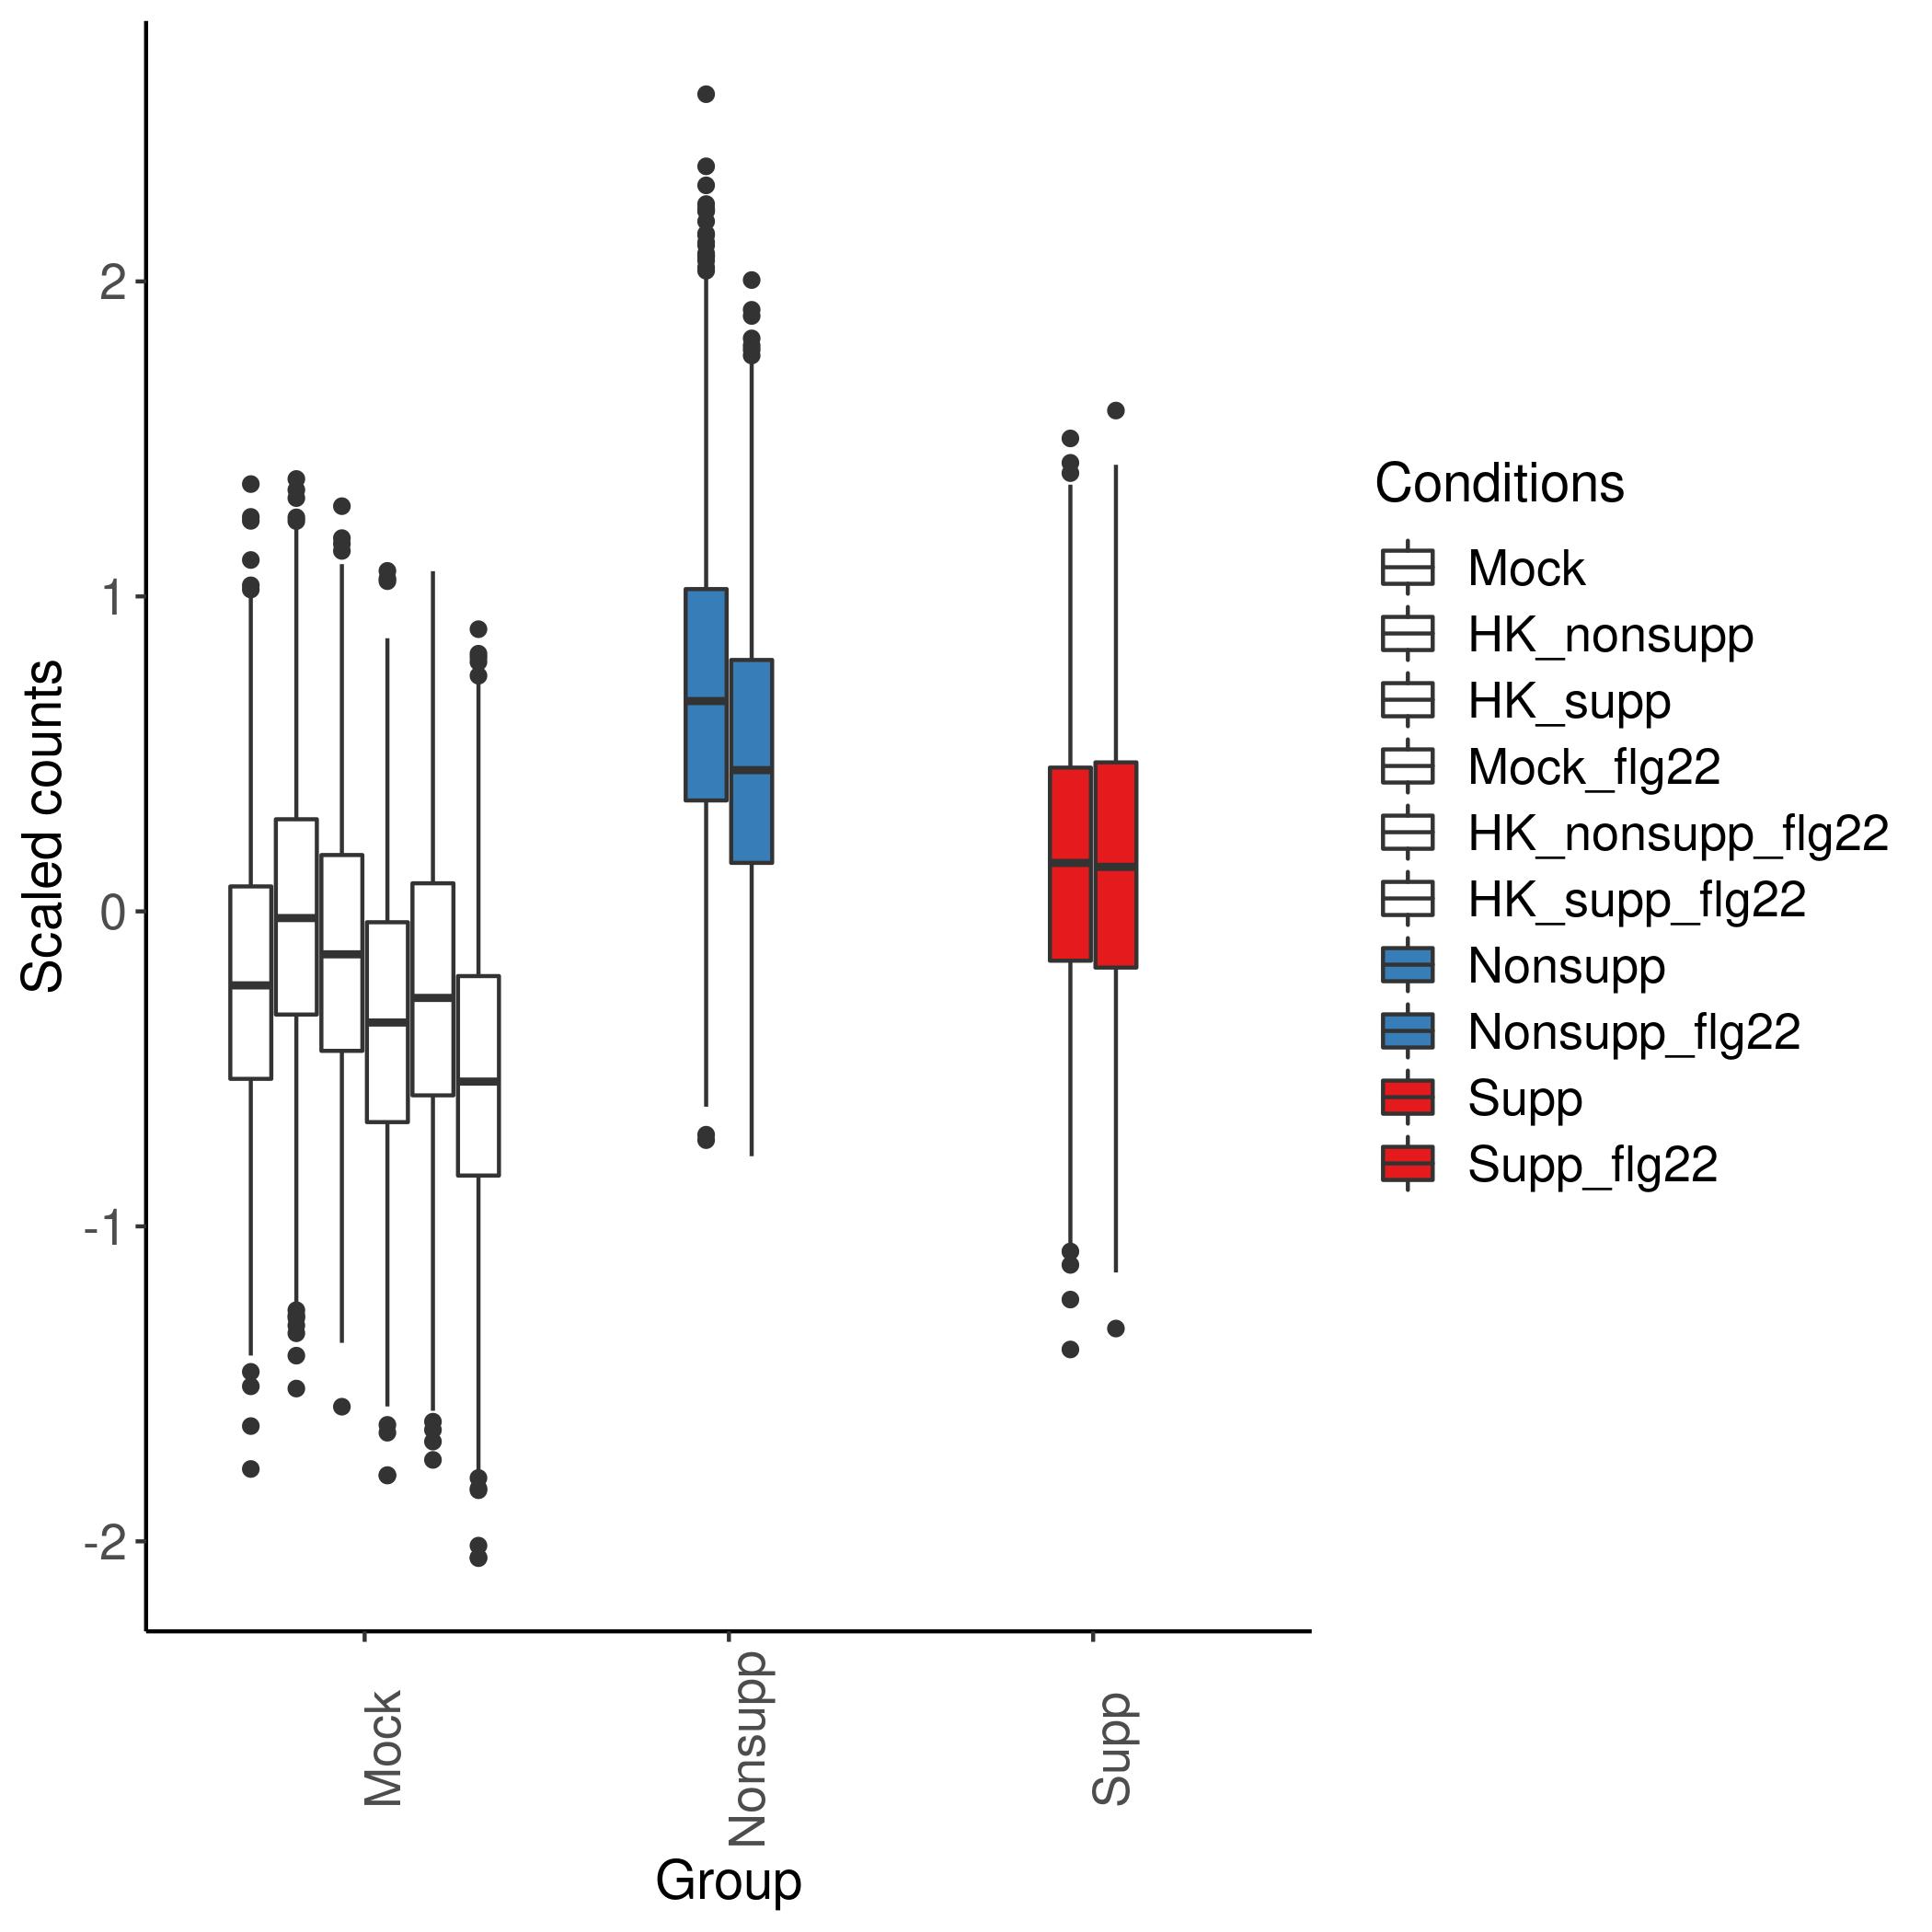 Scaled counts
2
1
0
-1
-2
Mock
Nonsupp
Supp
Group
Conditions
Mock
HK_nonsupp
HK_supp
Mock_flg22
HK_nonsupp_flg22
HK_supp_flg22
Nonsupp
Nonsupp_flg22
Supp
Supp_flg22